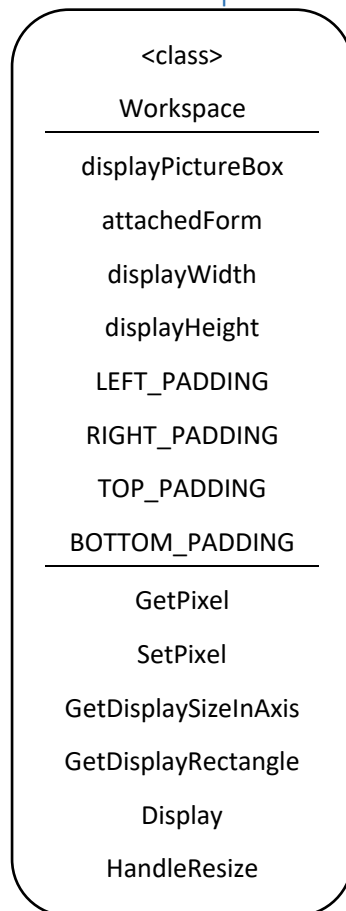 <class>
Workspace
displayPictureBox
attachedForm
displayWidth
displayHeight
LEFT_PADDING
RIGHT_PADDING
TOP_PADDING
BOTTOM_PADDING
GetPixel
SetPixel
GetDisplaySizeInAxis
GetDisplayRectangle
Display
HandleResize